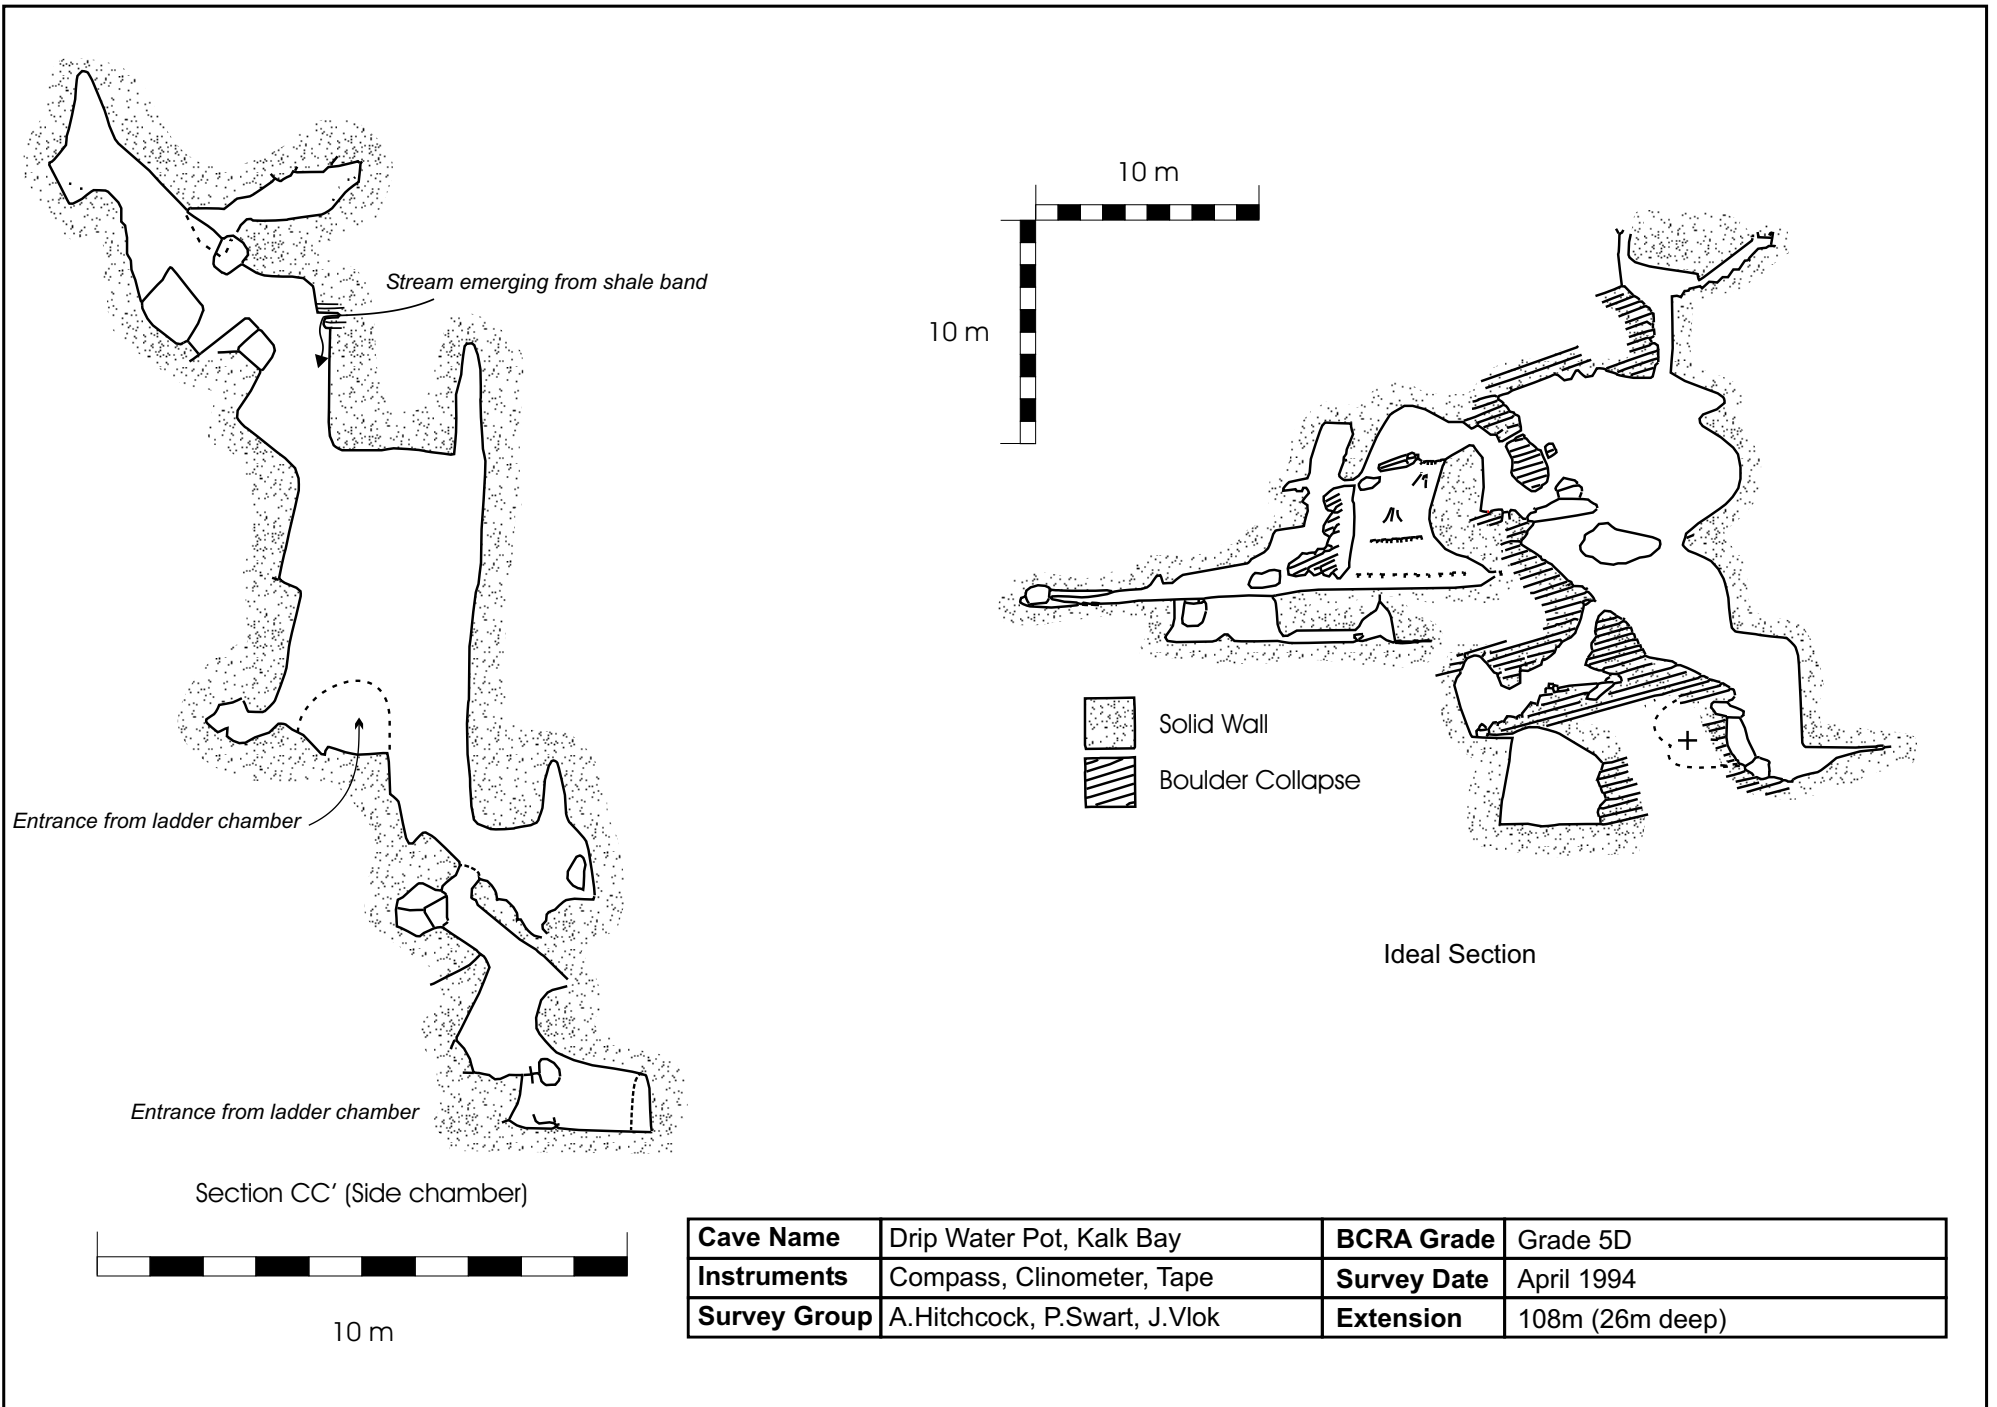 Stream emerging from shale band
Entrance from ladder chamber
Entrance from ladder chamber
Section CC' (Side chamber)
10 m
10 m
10 m
Solid Wall
Boulder Collapse
Ideal Section
Cave Name Drip Water Pot, Kalk Bay BCRA Grade Grade 5D
Instruments Compass, Clinometer, Tape Survey Date April 1994
Survey Group A.Hitchcock, P.Swart, J.Vlok Extension 108m (26m deep)